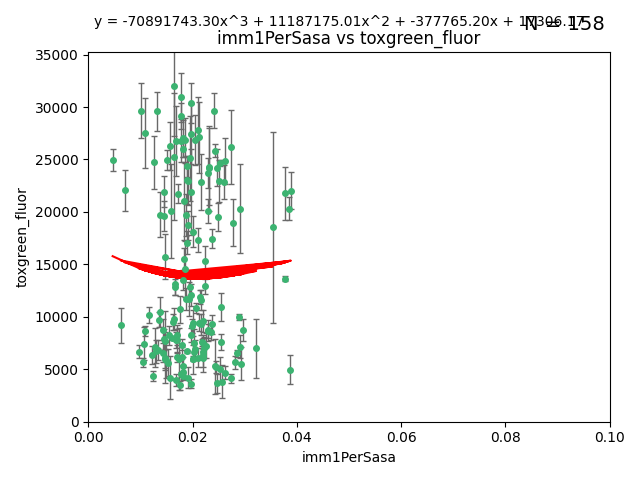 y = -70891743.30x^3 + 11187175.01x^2 + -377765.20x +
N = 158
imm1PerSasa vs toxgreen_fluor
35000
30000
25000
20000
15000
10000
5000
0
toxgreen_fluor
0.00 0.02 0.04 0.06 0.08 0.10
imm1PerSasa